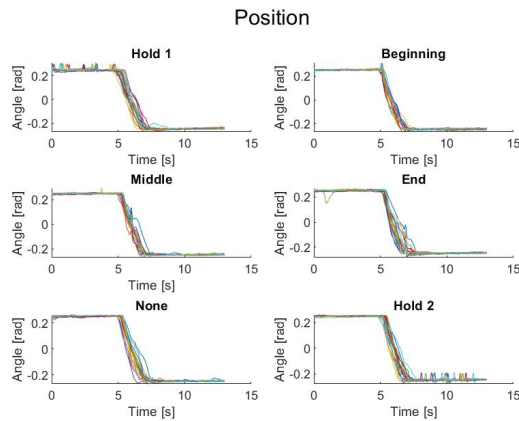 Position
Hold 1
Angle [rad]
0.2
0
-0.2
0 5 10 15
Time [s]
Beginning
Angle [rad]
0.2
0
-0.2
0 5 10 15
Time [s]
Middle
Angle [rad]
0.2
0
-0.2
0 5 10 15
Time [s]
End
Angle [rad]
0.2
0
-0.2
0 5 10 15
Time [s]
None
Angle [rad]
0.2
0
-0.2
0 5 10 15
Time [s]
Hold 2
Angle [rad]
0.2
0
-0.2
0 5 10 15
Time [s]